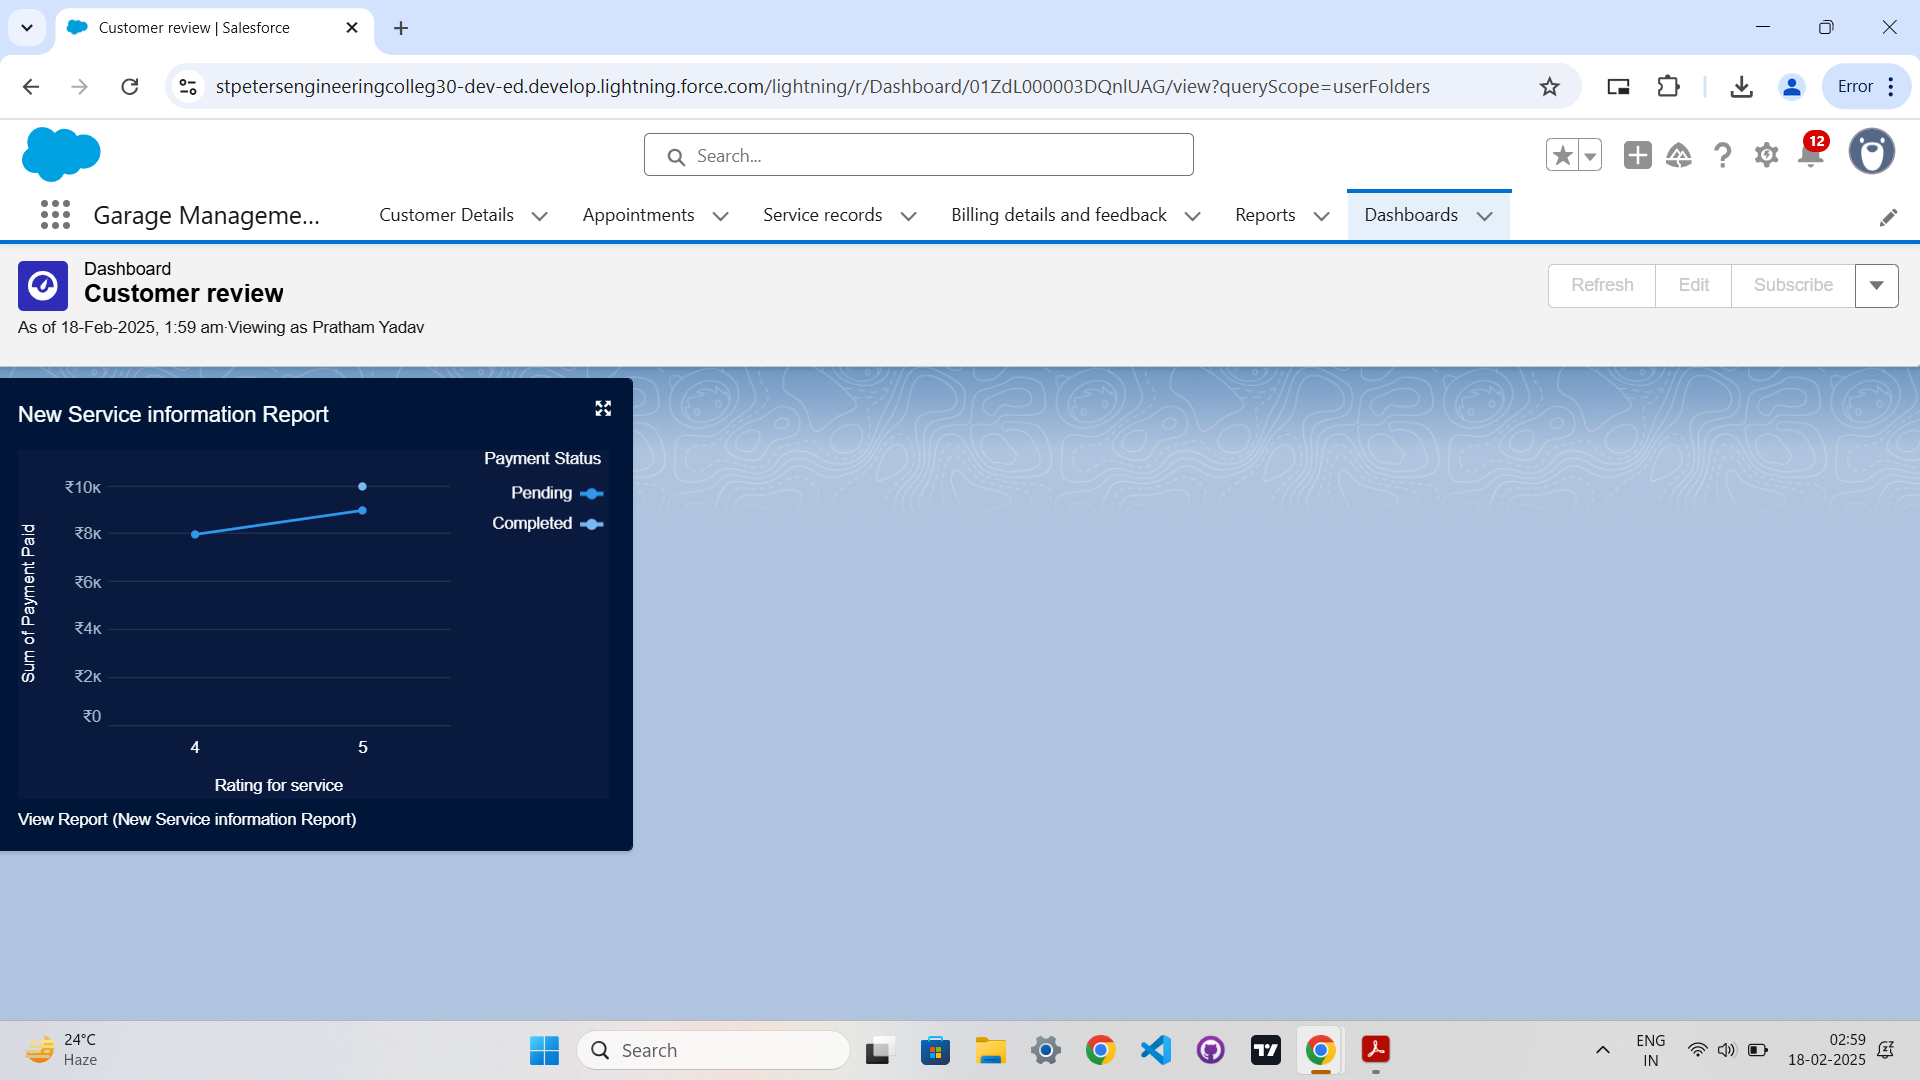 Customer review | Salesforce
stpetersengineeringcolleg30-dev-ed.develop.lightning.force.com/lightning/r/Dashboard/01ZdL000003DQnlUAG/view?queryScope=userFolders
Error
Search...
12
Garage Manageme...
Customer Details
Appointments
Service records
Billing details and feedback
Reports
Dashboards
Dashboard
Customer review
As of 18-Feb-2025, 1:59 am·Viewing as Pratham Yadav
Refresh
Edit
Subscribe
New Service information Report
Payment Status
Pending
Completed
Sum of Payment Paid
₹10K
₹8K
₹6K
₹4K
₹2K
₹0
4
5
Rating for service
View Report (New Service information Report)
24°C
Haze
Search
ENG
IN
02:59
18-02-2025